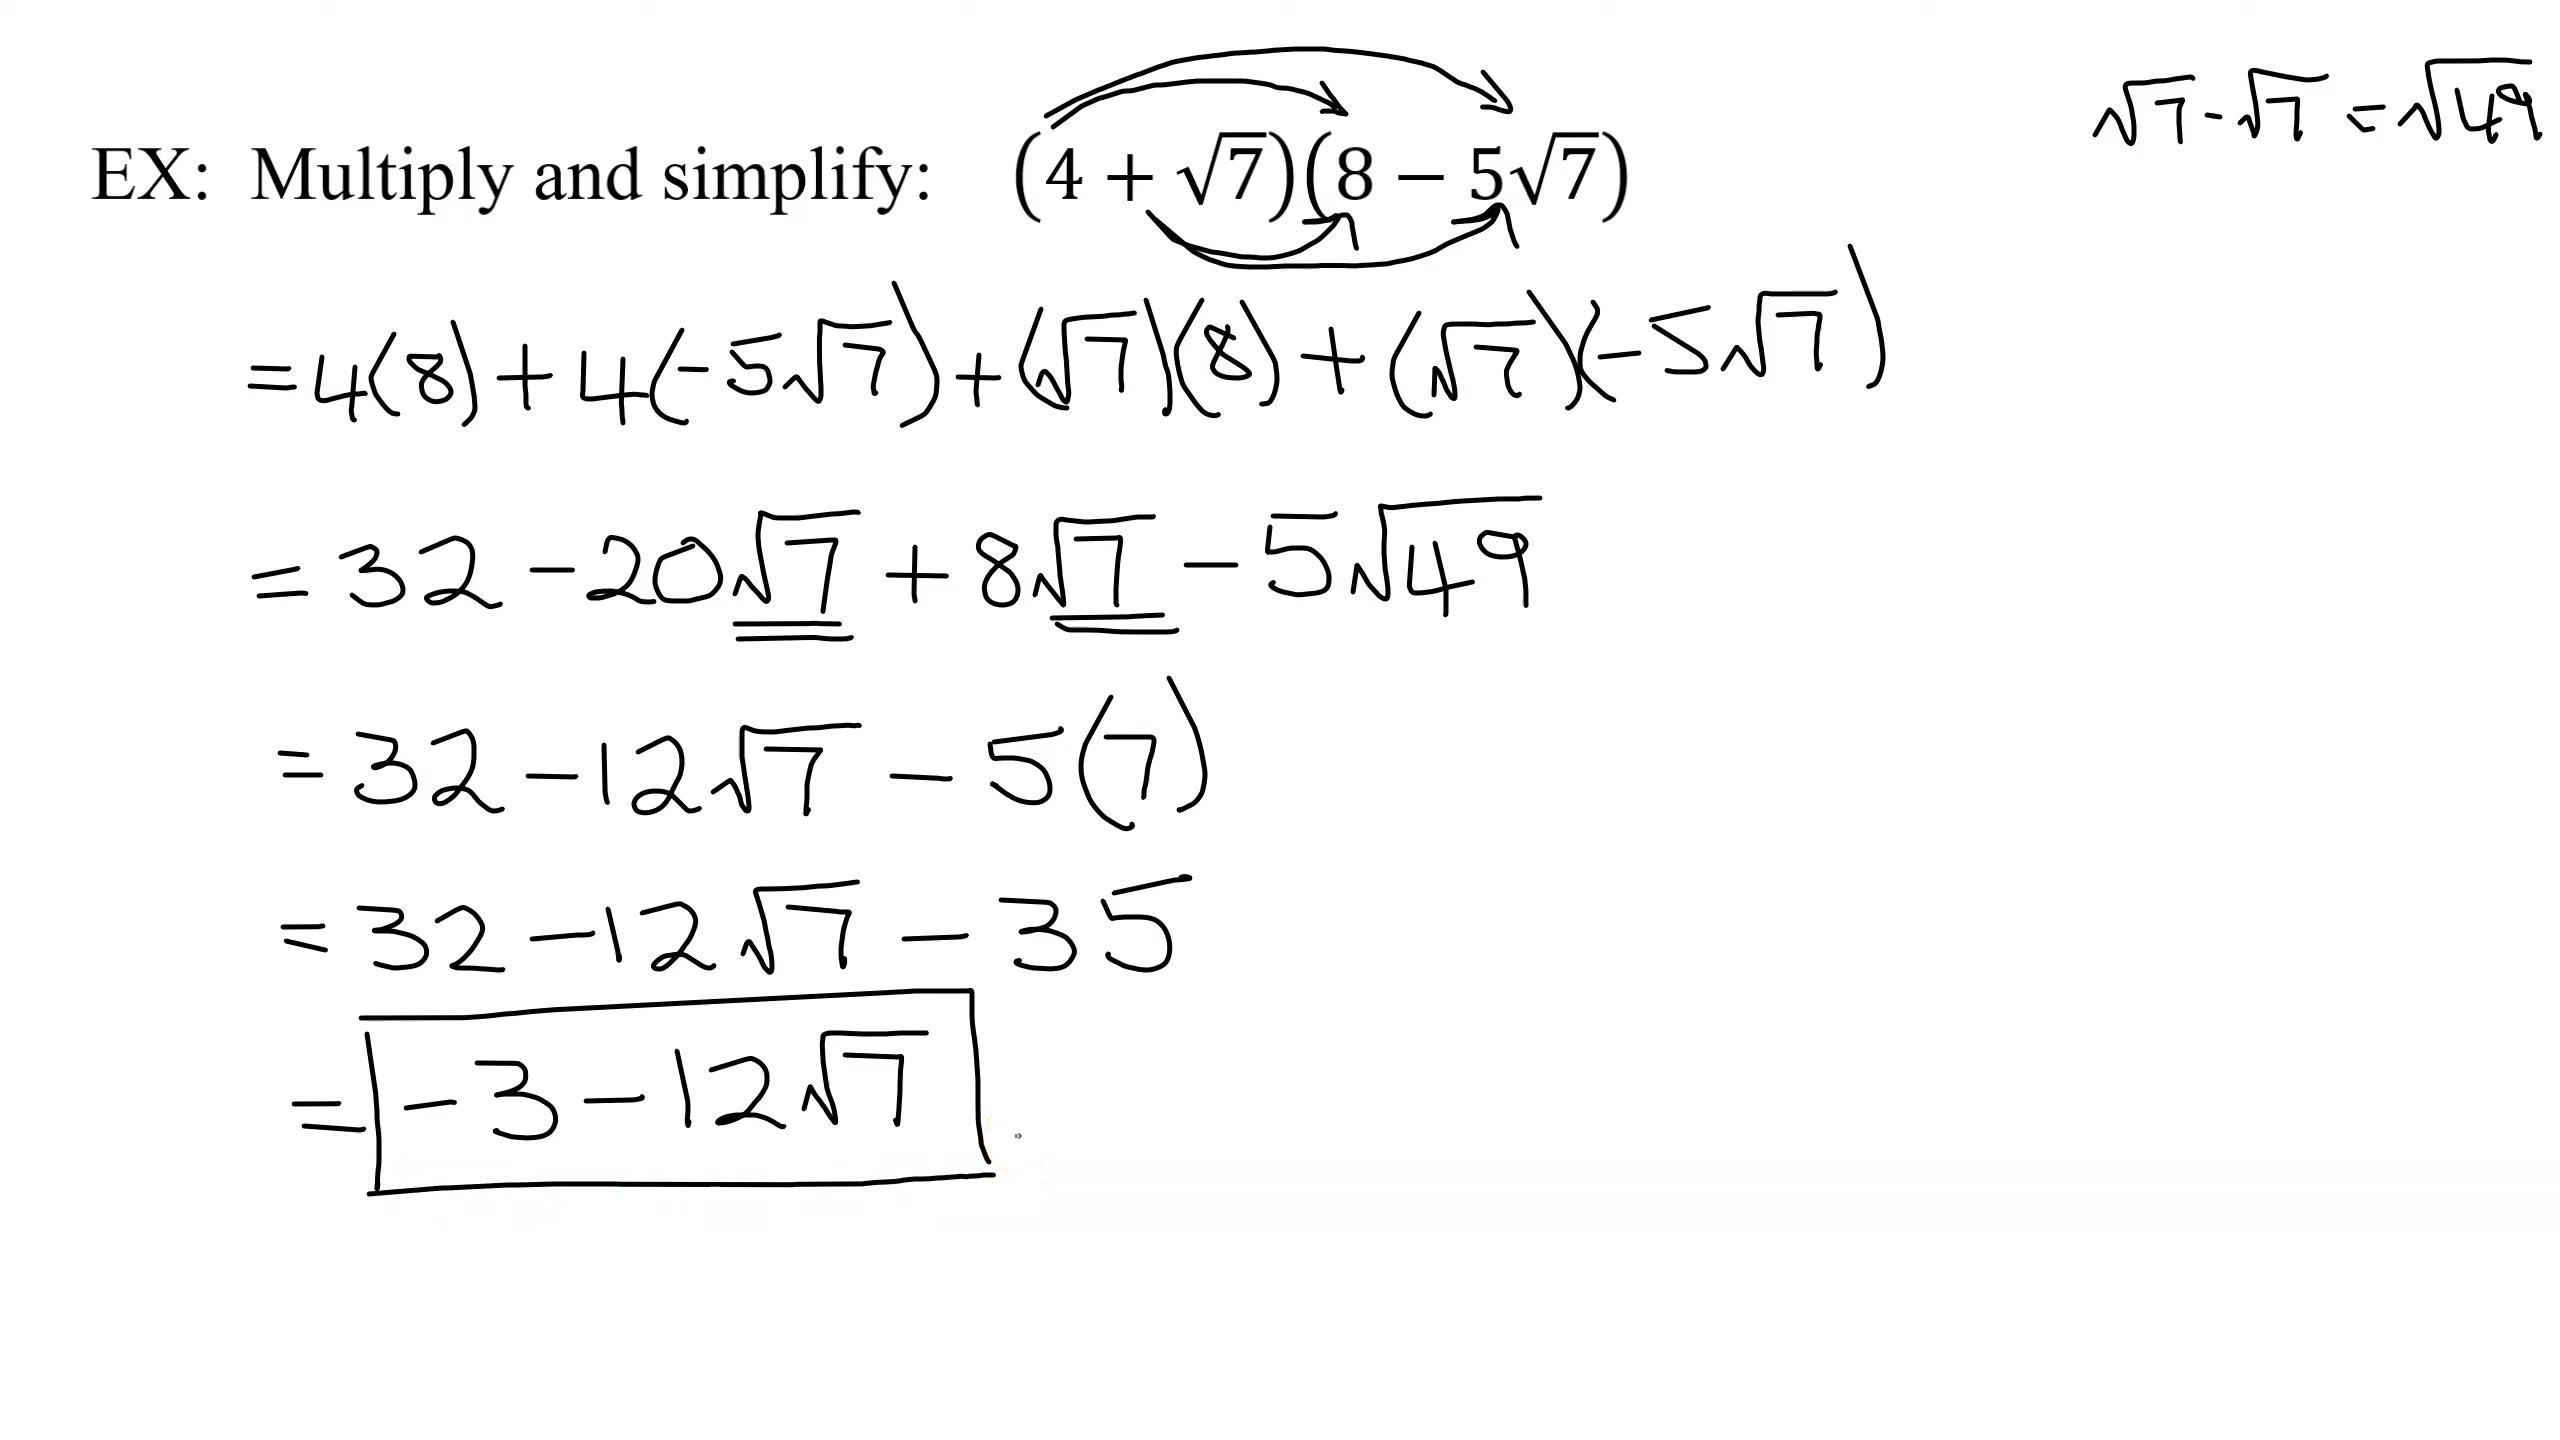 EX: Multiply and simplify: (4 + √7)(8 − 5√7)
√7 - √7 = √49
= 4(8) + 4(-5√7) + (√7)(8) + (√7)(-5√7)
= 32 - 20√7 + 8√7 - 5√49
= 32 - 12√7 - 5(7)
= 32 - 12√7 - 35
= -3 - 12√7